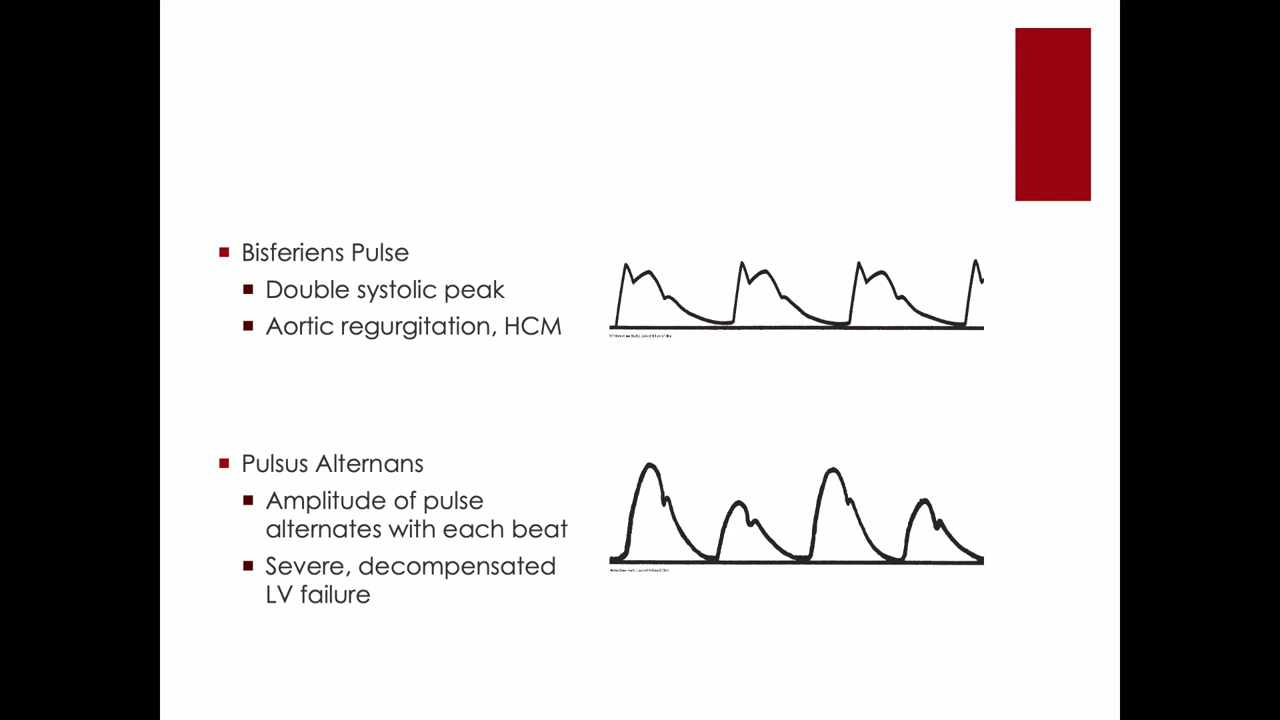 Bisferiens Pulse
Double systolic peak
Aortic regurgitation, HCM
Pulsus Alternans
Amplitude of pulse
alternates with each beat
Severe, decompensated
LV failure